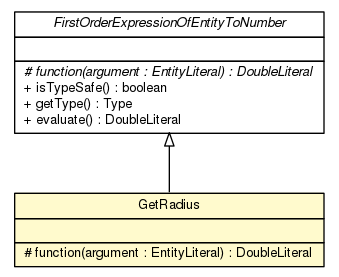 FirstOrderExpressionOfEntityToNumber
# function(argument : EntityLiteral) : DoubleLiteral
+ isTypeSafe() : boolean
+ getType() : Type
+ evaluate() : DoubleLiteral
GetRadius
# function(argument : EntityLiteral) : DoubleLiteral